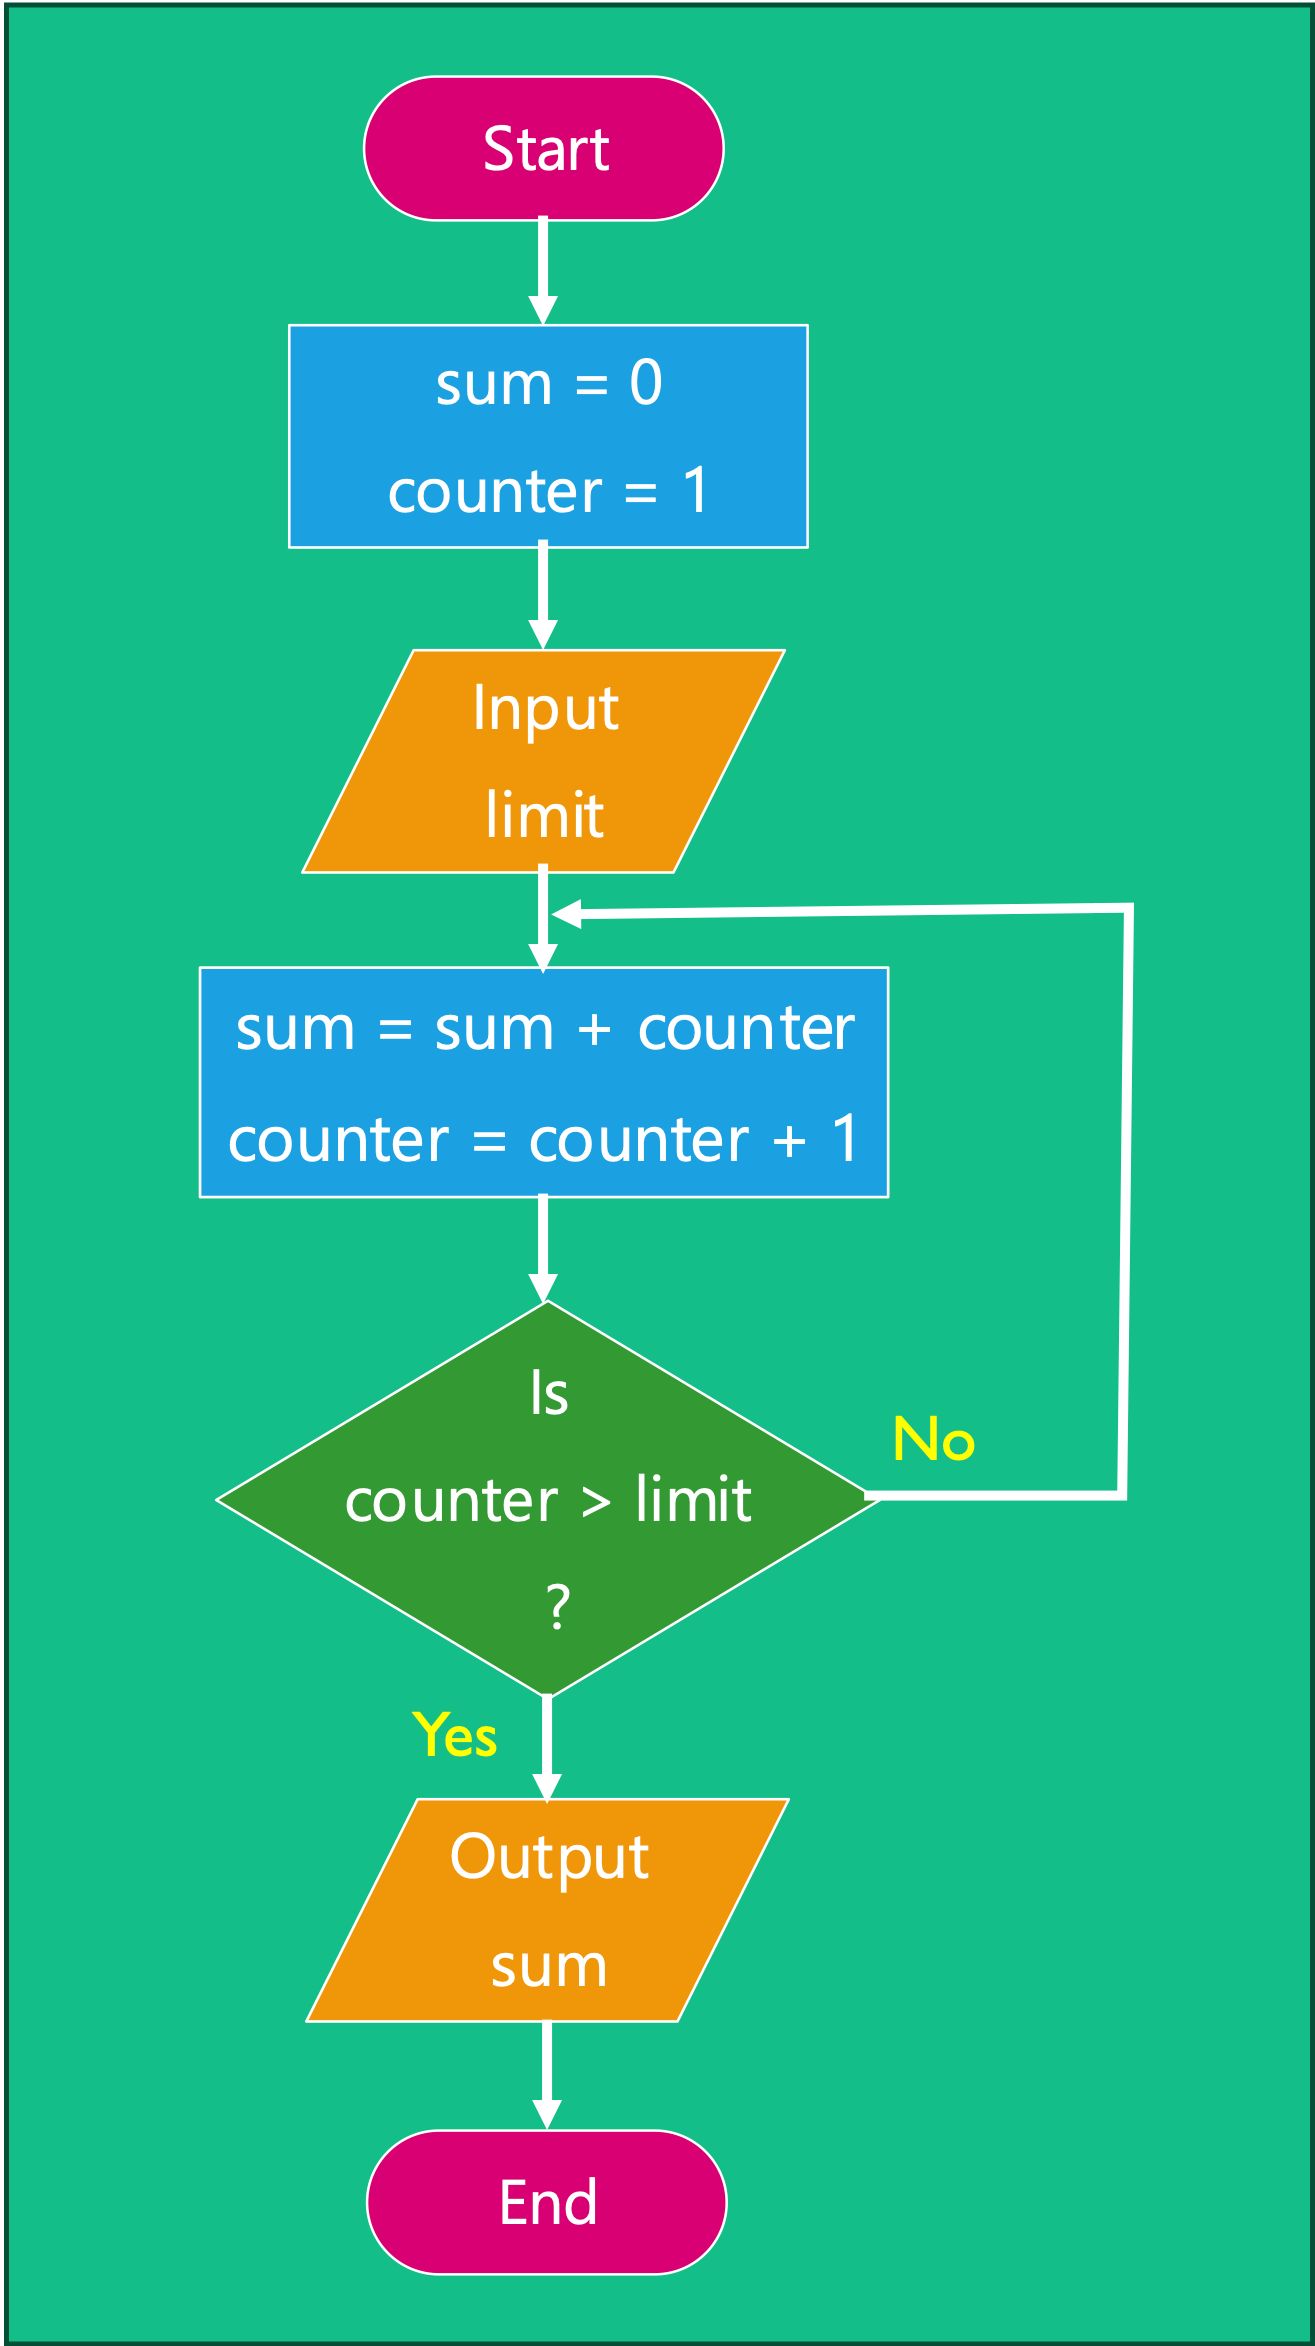 Start
sum = 0
counter = 1
Input
limit
sum = sum + counter
counter = counter + 1
Is
counter > limit
?
No
Yes
Output
sum
End